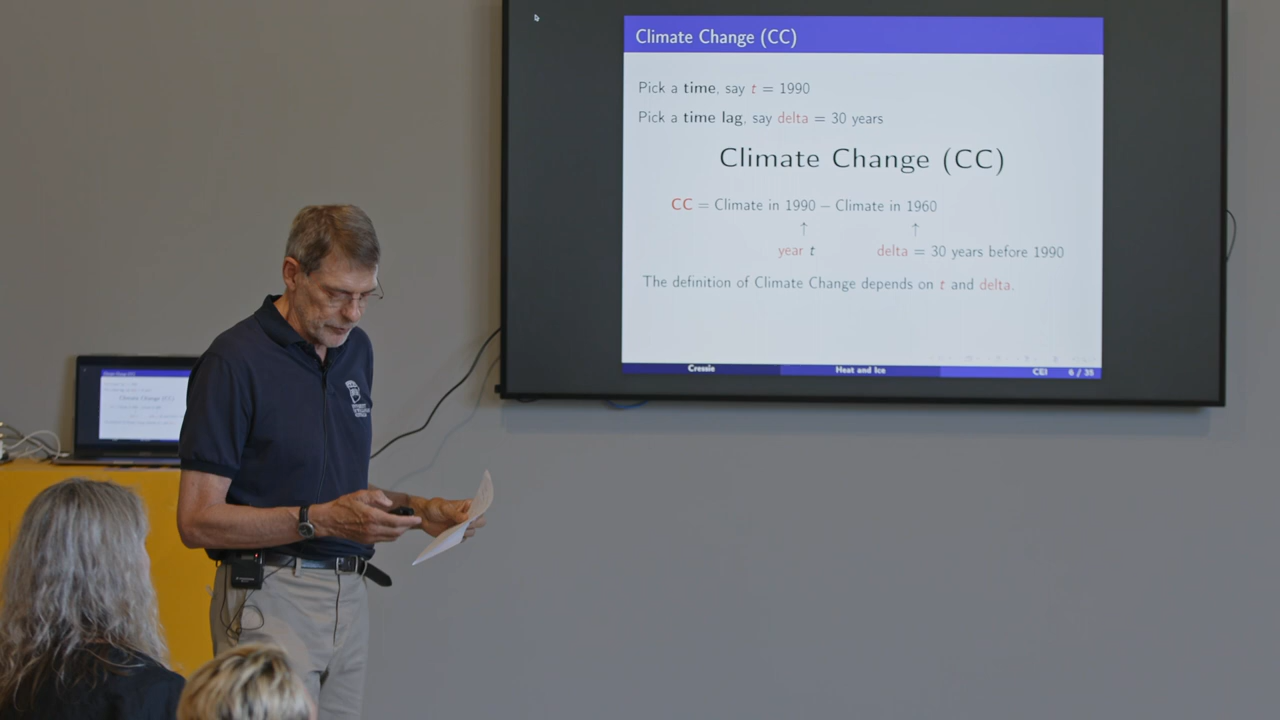 Climate Change (CC)
Pick a time, say t = 1990
Pick a time lag, say delta = 30 years
Climate Change (CC)
CC = Climate in 1990 − Climate in 1960
↑ ↑
year t delta = 30 years before 1990
The definition of Climate Change depends on t and delta.
Cressie Heat and Ice CEI 6 / 35